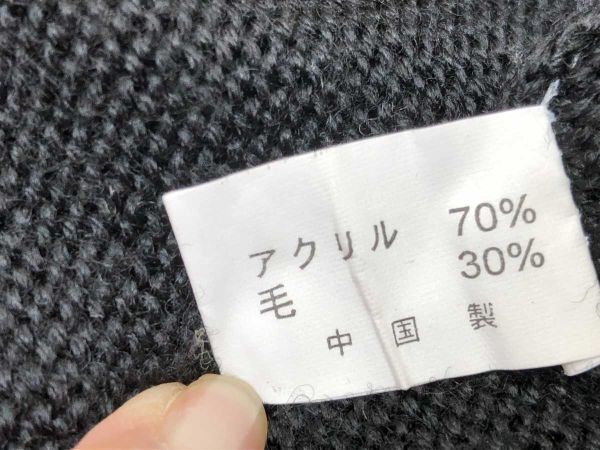 アクリル 70%
毛 30%
中国製